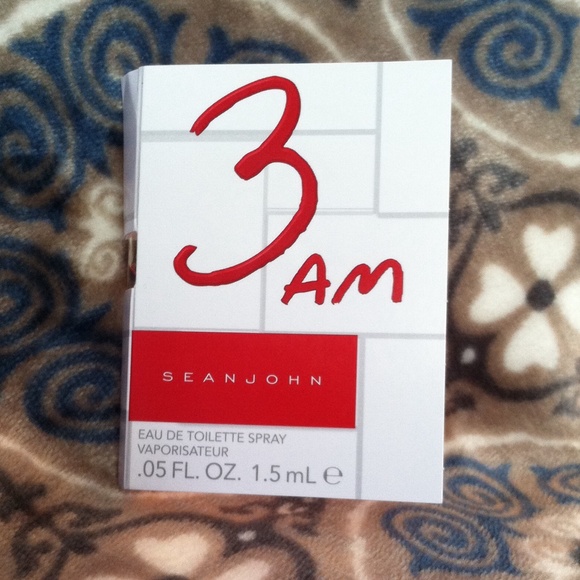 3
AM
SEANJOHN
EAU DE TOILETTE SPRAY
VAPORISATEUR
.05 FL. OZ. 1.5 mL ℮